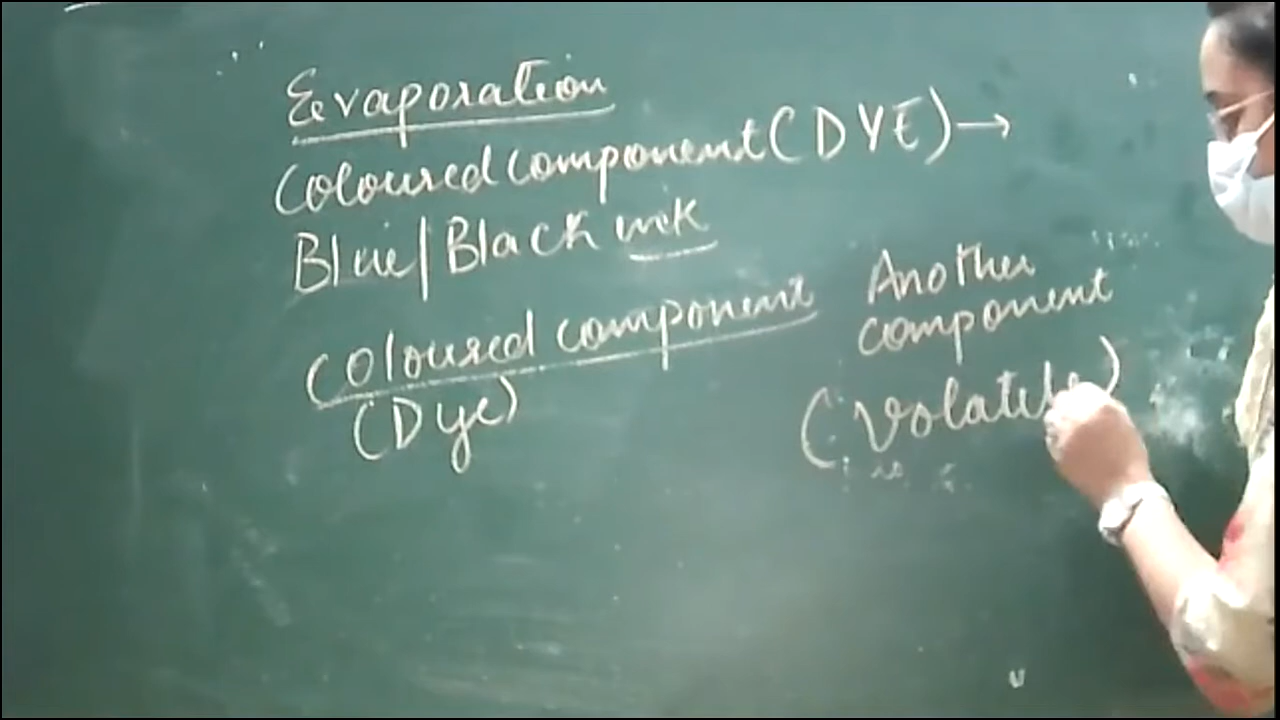 Evaporation
Coloured component (DYE) →
Blue/Black ink
Coloured component
(Dye)
Another
component
(Volatile)